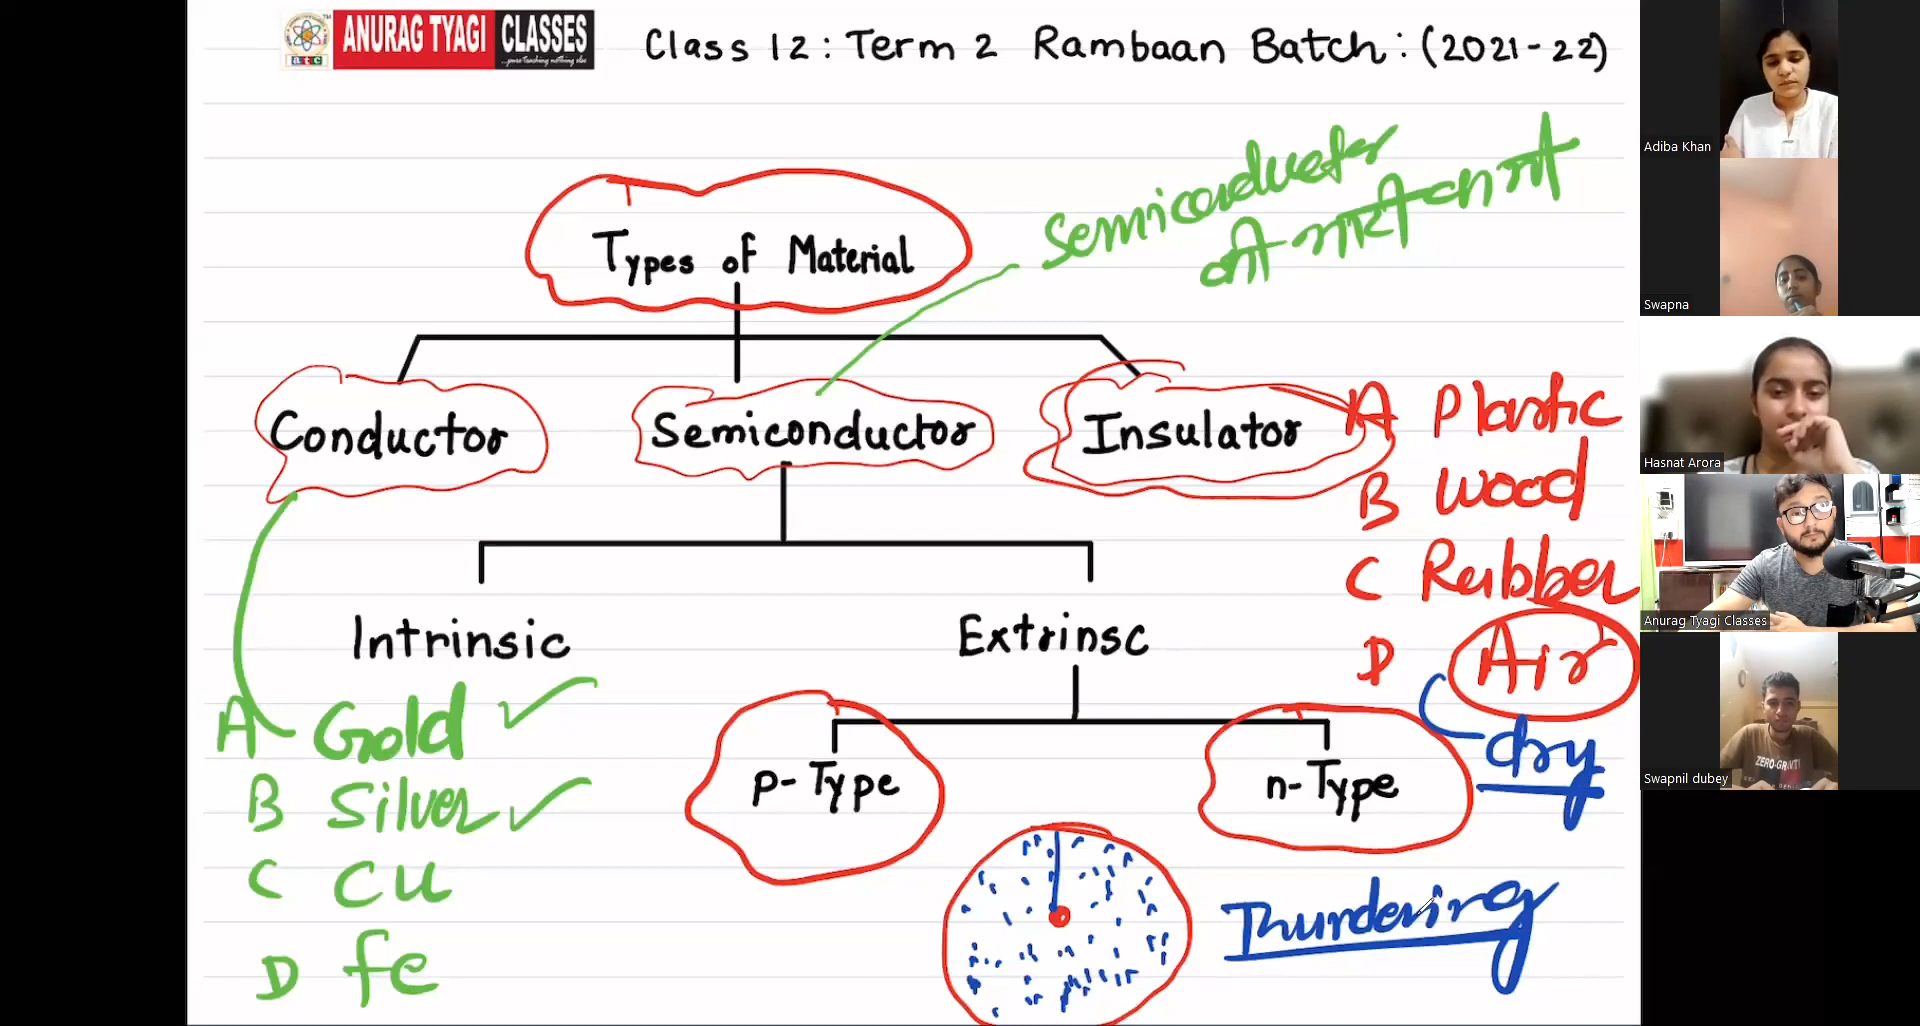 ANURAG TYAGI CLASSES
atc
Class 12 : Term 2 Rambaan Batch : (2021-22)
Semiconductor
Types of Material
Conductor Semiconductor Insulator
A Plastic
B Wood
C Rubber
D Air
dry
Intrinsic Extrinsc
A Gold
B Silver
C Cu
D fe
P-Type n-Type
Thundering
Adiba Khan
Swapna
Hasnat Arora
Anurag Tyagi Classes
Swapnil dubey